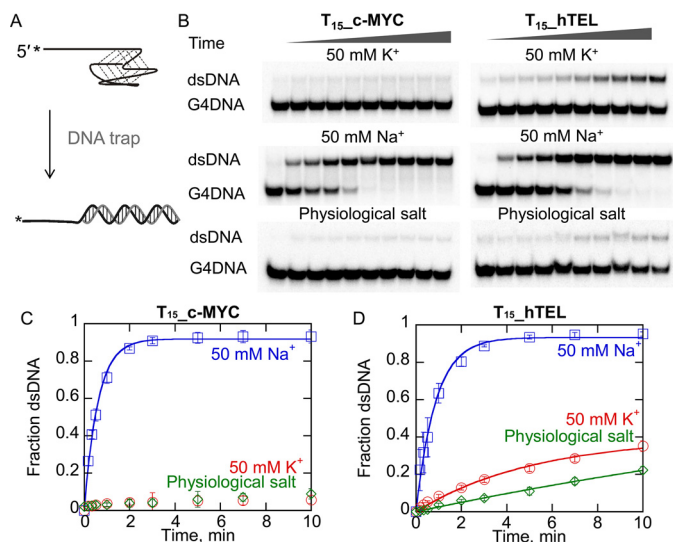 A
5′*
DNA trap
*
B
T₁₅_c-MYC
T₁₅_hTEL
Time
50 mM K⁺
50 mM K⁺
dsDNA
G4DNA
50 mM Na⁺
50 mM Na⁺
dsDNA
G4DNA
Physiological salt
Physiological salt
dsDNA
G4DNA
C
T₁₅_c-MYC
1
0.8
0.6
0.4
0.2
0
Fraction dsDNA
50 mM Na⁺
50 mM K⁺
Physiological salt
0 2 4 6 8 10
Time, min
D
T₁₅_hTEL
1
0.8
0.6
0.4
0.2
0
Fraction dsDNA
50 mM Na⁺
50 mM K⁺
Physiological salt
0 2 4 6 8 10
Time, min